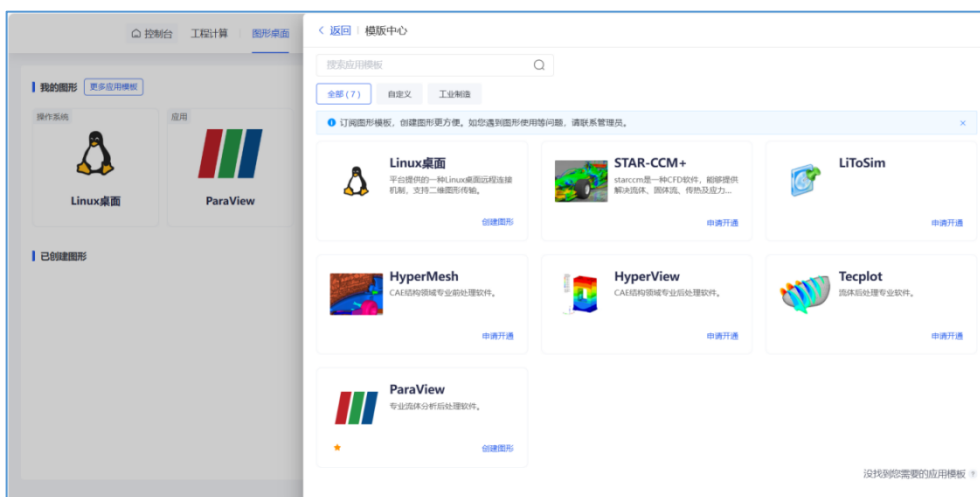 控制台 工程计算 图形桌面
我的图形 更多应用模板
操作系统 应用
Linux桌面 ParaView
已创建图形
返回 模版中心
搜索应用模板
全部 (7) 自定义 工业制造
订阅图形模板,创建图形更方便。如您遇到图形使用等问题,请联系管理员。
Linux桌面
平台提供的一种Linux桌面远程连接
机制,支持二维图形传输。
创建图形
STAR-CCM+
starccm是一种CFD软件,能够提供
解决流体、固体流、传热及应力...
申请开通
LiToSim
申请开通
HyperMesh
CAE结构领域专业前处理软件。
申请开通
HyperView
CAE结构领域专业后处理软件。
申请开通
Tecplot
流体后处理专业软件。
申请开通
ParaView
专业流体分析后处理软件。
创建图形
没找到您需要的应用模板